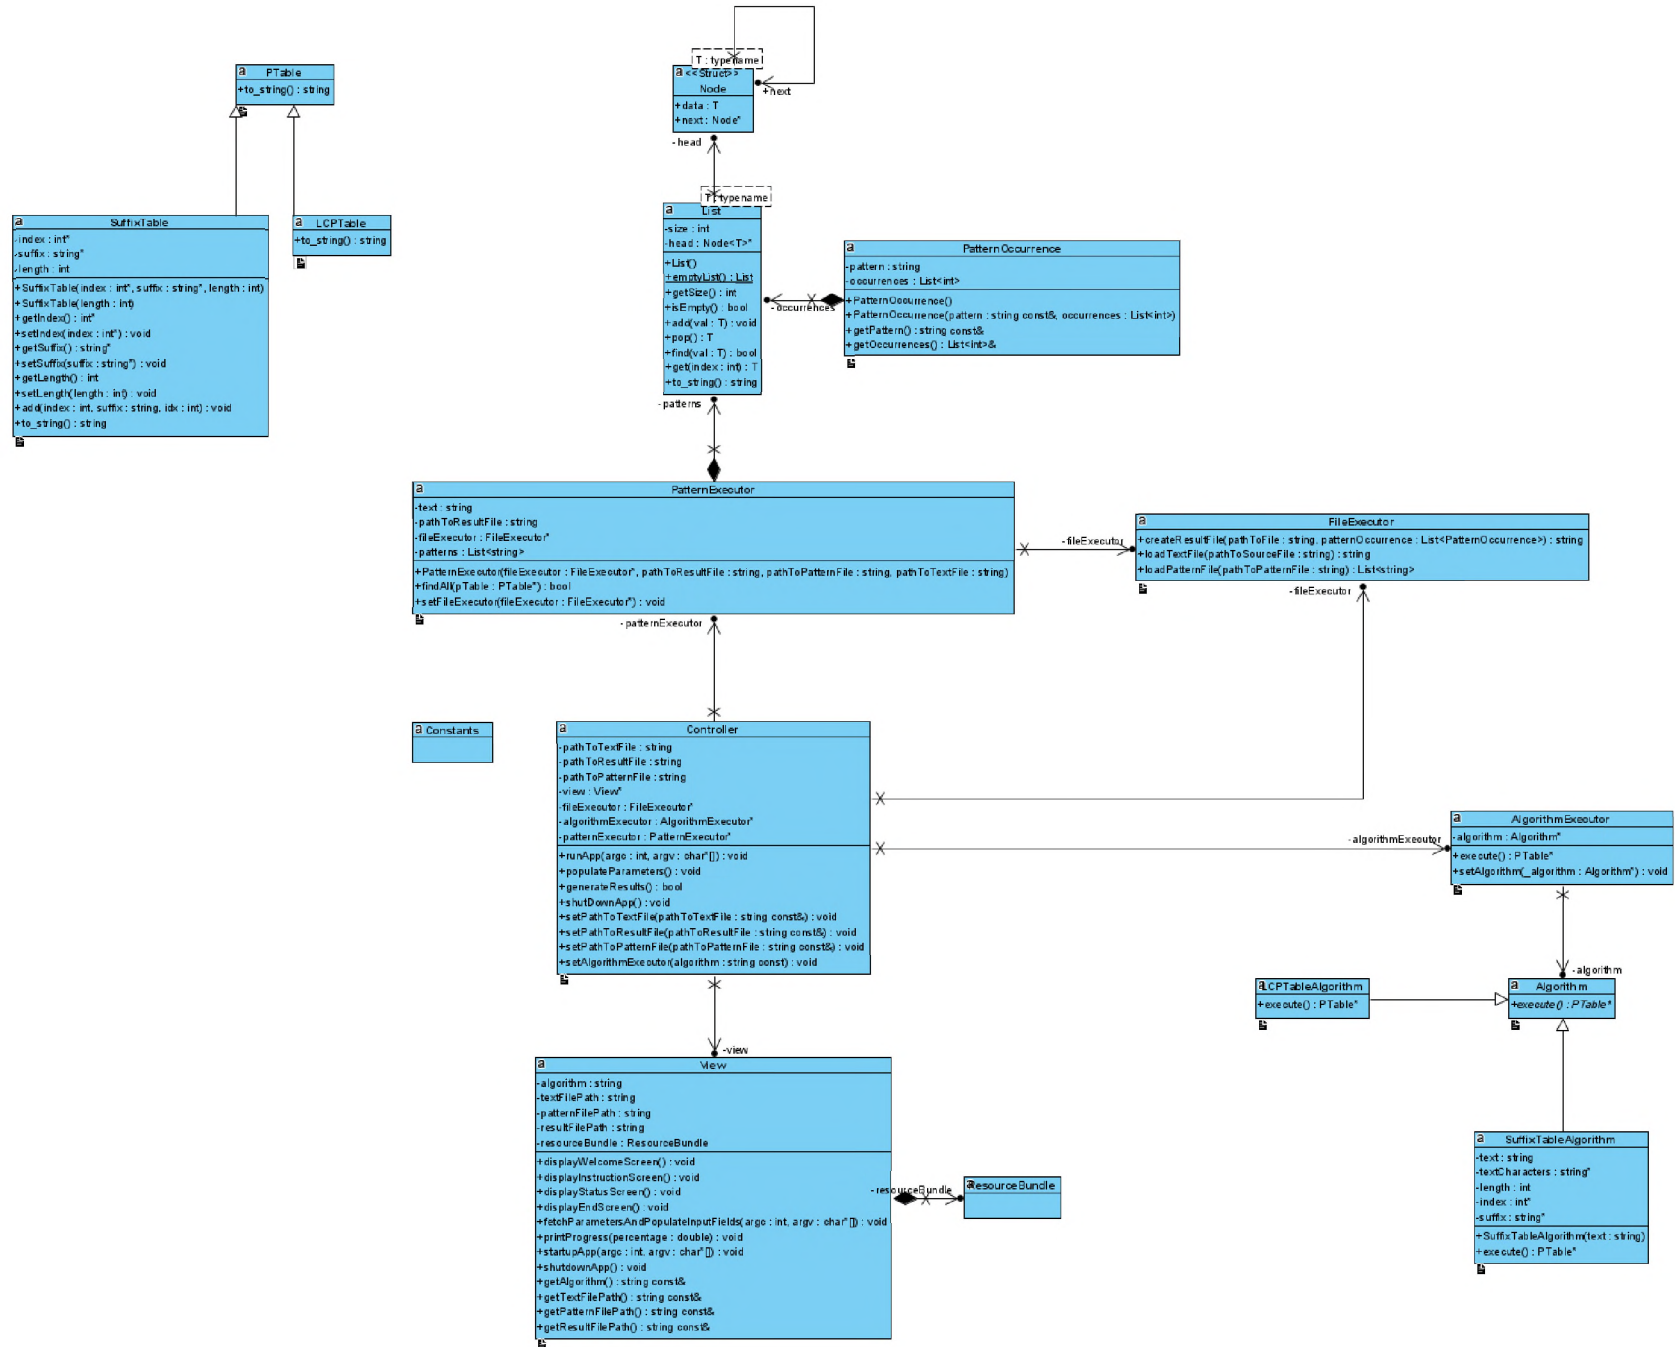 T : typename
<<Struct>>
Node
+data : T
+next : Node*
+next
-head
PTable
+to_string() : string
SuffixTable
-index : int*
-suffix : string*
-length : int
+SuffixTable(index : int*, suffix : string*, length : int)
+SuffixTable(length : int)
+getIndex() : int*
+setIndex(index : int*) : void
+getSuffix() : string*
+setSuffix(suffix : string*) : void
+getLength() : int
+setLength(length : int) : void
+add(index : int, suffix : string, idx : int) : void
+to_string() : string
LCPTable
+to_string() : string
T : typename
List
-size : int
-head : Node<T>*
+List()
+emptyList() : List
+getSize() : int
+isEmpty() : bool
+add(val : T) : void
+pop() : T
+find(val : T) : bool
+get(index : int) : T
+to_string() : string
-occurrences
-patterns
PatternOccurrence
-pattern : string
-occurrences : List<int>
+PatternOccurrence()
+PatternOccurrence(pattern : string const&, occurrences : List<int>)
+getPattern() : string const&
+getOccurrences() : List<int>&
PatternExecutor
-text : string
-pathToResultFile : string
-fileExecutor : FileExecutor*
-patterns : List<string>
+PatternExecutor(fileExecutor : FileExecutor*, pathToResultFile : string, pathToPatternFile : string, pathToTextFile : string)
+findAll(pTable : PTable*) : bool
+setFileExecutor(fileExecutor : FileExecutor*) : void
-fileExecutor
FileExecutor
+createResultFile(pathToFile : string, patternOccurrence : List<PatternOccurrence>) : string
+loadTextFile(pathToSourceFile : string) : string
+loadPatternFile(pathToPatternFile : string) : List<string>
-fileExecutor
-patternExecutor
Constants
Controller
-pathToTextFile : string
-pathToResultFile : string
-pathToPatternFile : string
-view : View*
-fileExecutor : FileExecutor*
-algorithmExecutor : AlgorithmExecutor*
-patternExecutor : PatternExecutor*
+runApp(argc : int, argv : char*[]) : void
+populateParameters() : void
+generateResults() : bool
+shutDownApp() : void
+setPathToTextFile(pathToTextFile : string const&) : void
+setPathToResultFile(pathToResultFile : string const&) : void
+setPathToPatternFile(pathToPatternFile : string const&) : void
+setAlgorithmExecutor(algorithm : string const) : void
-algorithmExecutor
AlgorithmExecutor
-algorithm : Algorithm*
+execute() : PTable*
+setAlgorithm(_algorithm : Algorithm*) : void
-algorithm
LCPTableAlgorithm
+execute() : PTable*
Algorithm
+execute() : PTable*
-view
View
-algorithm : string
-textFilePath : string
-patternFilePath : string
-resultFilePath : string
-resourceBundle : ResourceBundle
+displayWelcomeScreen() : void
+displayInstructionScreen() : void
+displayStatusScreen() : void
+displayEndScreen() : void
+fetchParametersAndPopulateInputFields(argc : int, argv : char*[]) : void
+printProgress(percentage : double) : void
+startupApp(argc : int, argv : char*[]) : void
+shutdownApp() : void
+getAlgorithm() : string const&
+getTextFilePath() : string const&
+getPatternFilePath() : string const&
+getResultFilePath() : string const&
-resourceBundle
ResourceBundle
SuffixTableAlgorithm
-text : string
-textCharacters : string*
-length : int
-index : int*
-suffix : string*
+SuffixTableAlgorithm(text : string)
+execute() : PTable*